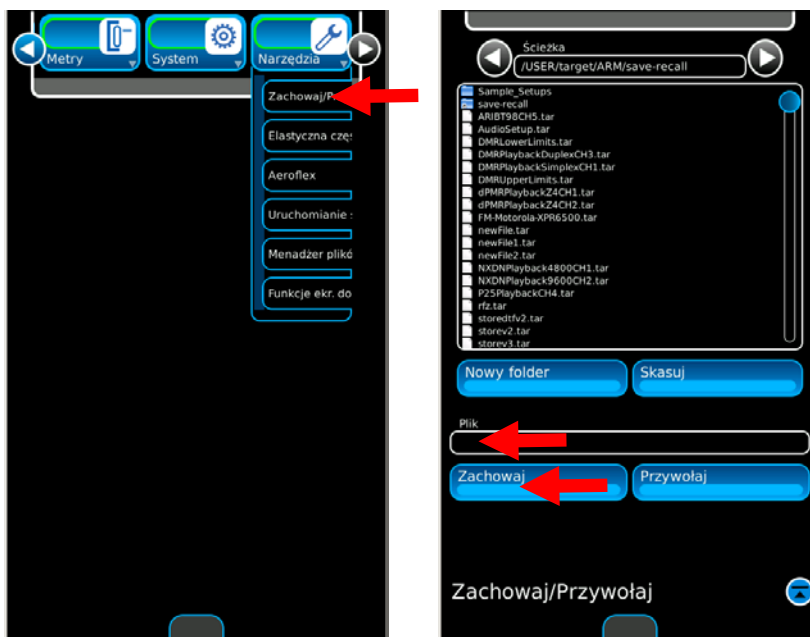 Metry
System
Narzędzia
Zachowaj/P
Elastyczna częs
Aeroflex
Uruchomianie
Menadżer plikó
Funkcje ekr. do
Ścieżka
/USER/target/ARM/save-recall
Sample_Setups
save-recall
ARIBT98CH5.tar
AudioSetup.tar
DMRLowerLimits.tar
DMRPlaybackDuplexCH3.tar
DMRPlaybackSimplexCH1.tar
DMRUpperLimits.tar
dPMRPlaybackZ4CH1.tar
dPMRPlaybackZ4CH2.tar
FM-Motorola-XPR6500.tar
newFile.tar
newFile1.tar
newFile2.tar
NXDNPlayback4800CH1.tar
NXDNPlayback9600CH2.tar
P25PlaybackCH4.tar
rfz.tar
storedtfv2.tar
storev2.tar
storev3.tar
Nowy folder
Skasuj
Plik
Zachowaj
Przywołaj
Zachowaj/Przywołaj